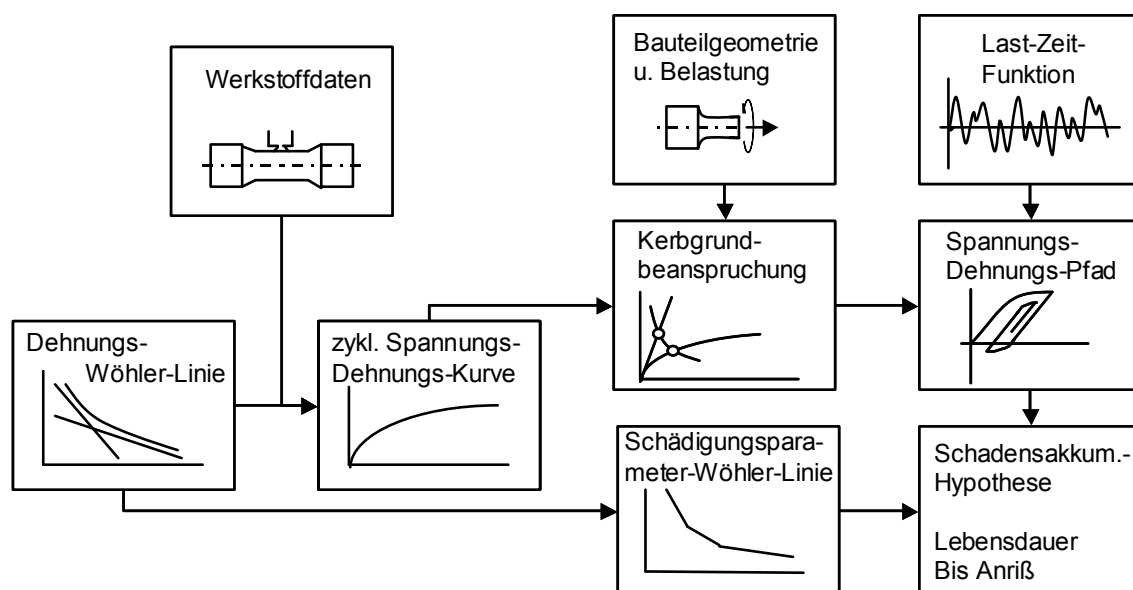 Werkstoffdaten
Bauteilgeometrie
u. Belastung
Last-Zeit-
Funktion
Kerbgrund-
beanspruchung
Spannungs-
Dehnungs-Pfad
Dehnungs-
Wöhler-Linie
zykl. Spannungs-
Dehnungs-Kurve
Schädigungspara-
meter-Wöhler-Linie
Schadensakkum.-
Hypothese
Lebensdauer
Bis Anriß